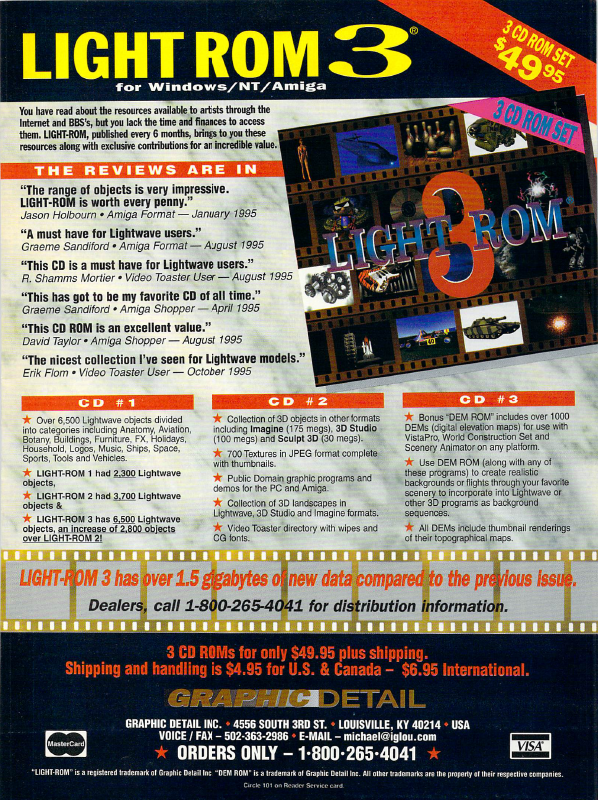 LIGHT ROM 3®
for Windows/NT/Amiga
3 CD ROM SET
$49.95
You have read about the resources available to artists through the
Internet and BBS's, but you lack the time and finances to access
them. LIGHT-ROM, published every 6 months, brings to you these
resources along with exclusive contributions for an incredible value.
3 CD ROM SET
LIGHT 3 ROM®
THE REVIEWS ARE IN
“The range of objects is very impressive.
LIGHT-ROM is worth every penny.”
Jason Holbourn • Amiga Format — January 1995
“A must have for Lightwave users.”
Graeme Sandiford • Amiga Format — August 1995
“This CD is a must have for Lightwave users.”
R. Shamms Mortier • Video Toaster User — August 1995
“This has got to be my favorite CD of all time.”
Graeme Sandiford • Amiga Shopper — April 1995
“This CD ROM is an excellent value.”
David Taylor • Amiga Shopper — August 1995
“The nicest collection I've seen for Lightwave models.”
Erik Flom • Video Toaster User — October 1995
CD #1
★ Over 6,500 Lightwave objects divided
into categories including Anatomy, Aviation,
Botany, Buildings, Furniture, FX, Holidays,
Household, Logos, Music, Ships, Space,
Sports, Tools and Vehicles.
★ LIGHT-ROM 1 had 2,300 Lightwave
objects,
★ LIGHT-ROM 2 had 3,700 Lightwave
objects &
★ LIGHT-ROM 3 has 6,500 Lightwave
objects, an increase of 2,800 objects
over LIGHT-ROM 2!
CD #2
★ Collection of 3D objects in other formats
including Imagine (175 megs), 3D Studio
(100 megs) and Sculpt 3D (30 megs).
★ 700 Textures in JPEG format complete
with thumbnails.
★ Public Domain graphic programs and
demos for the PC and Amiga.
★ Collection of 3D landscapes in
Lightwave, 3D Studio and Imagine formats.
★ Video Toaster directory with wipes and
CG fonts.
CD #3
★ Bonus “DEM ROM” includes over 1000
DEMs (digital elevation maps) for use with
VistaPro, World Construction Set and
Scenery Animator on any platform.
★ Use DEM ROM (along with any of
these programs) to create realistic
backgrounds or flights through your favorite
scenery to incorporate into Lightwave or
other 3D programs as background
sequences.
★ All DEMs include thumbnail renderings
of their topographical maps.
LIGHT-ROM 3 has over 1.5 gigabytes of new data compared to the previous issue.
Dealers, call 1-800-265-4041 for distribution information.
3 CD ROMs for only $49.95 plus shipping.
Shipping and handling is $4.95 for U.S. & Canada – $6.95 International.
GRAPHIC DETAIL
GRAPHIC DETAIL INC. • 4556 SOUTH 3RD ST. • LOUISVILLE, KY 40214 • USA
VOICE / FAX – 502-363-2986 • E-MAIL – michael@iglou.com
★ ORDERS ONLY – 1-800-265-4041 ★
MasterCard
VISA
"LIGHT-ROM" is a registered trademark of Graphic Detail Inc "DEM ROM" is a trademark of Graphic Detail Inc. All other trademarks are the property of their respective companies.
Circle 101 on Reader Service card.